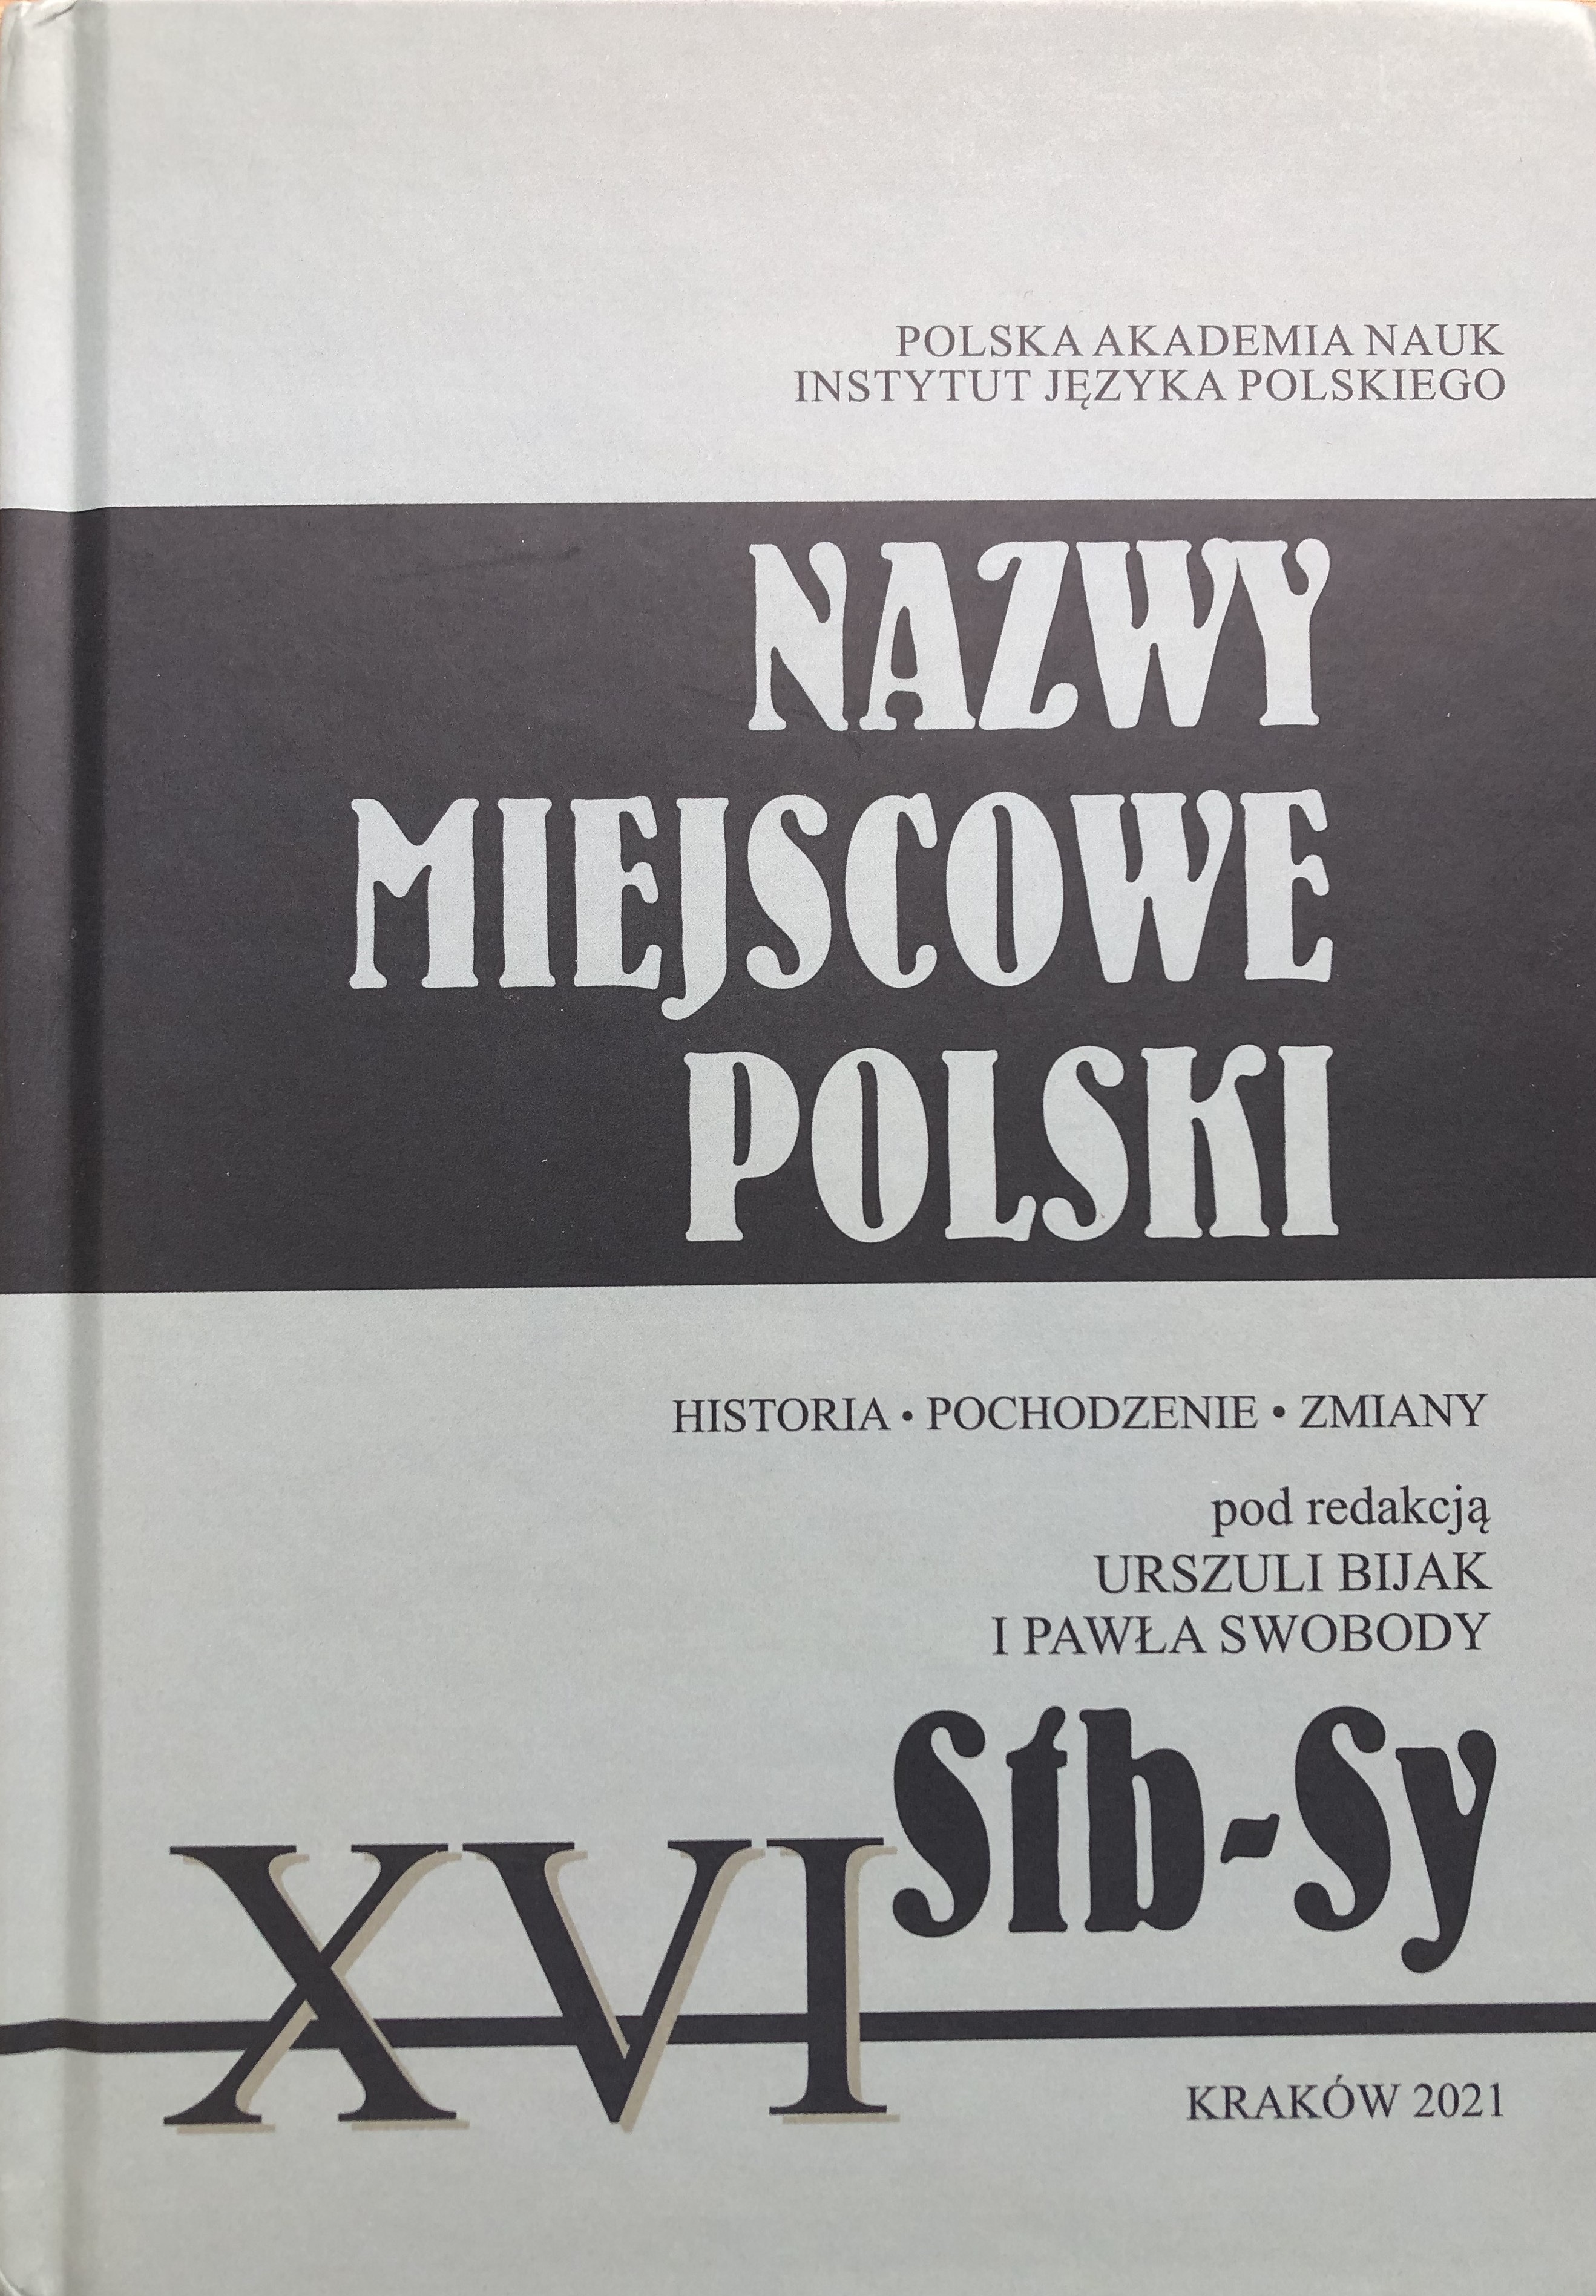 POLSKA AKADEMIA NAUK
INSTYTUT JĘZYKA POLSKIEGO
NAZWY
MIEJSCOWE
POLSKI
HISTORIA • POCHODZENIE • ZMIANY
pod redakcją
URSZULI BIJAK
I PAWŁA SWOBODY
XVI Stb-Sy
KRAKÓW 2021